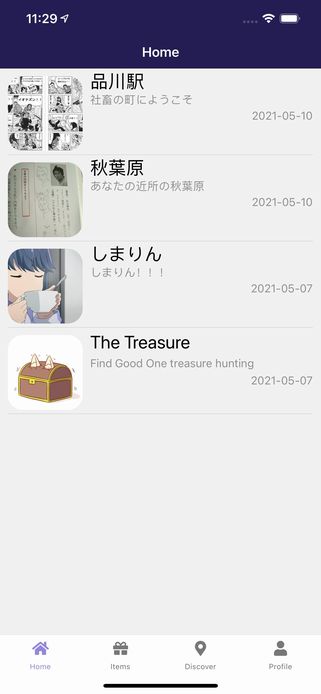 11:29
Home
品川駅
社畜の町にようこそ
2021-05-10
秋葉原
あなたの近所の秋葉原
2021-05-10
しまりん
しまりん！！！
2021-05-07
The Treasure
Find Good One treasure hunting
2021-05-07
Home Items Discover Profile